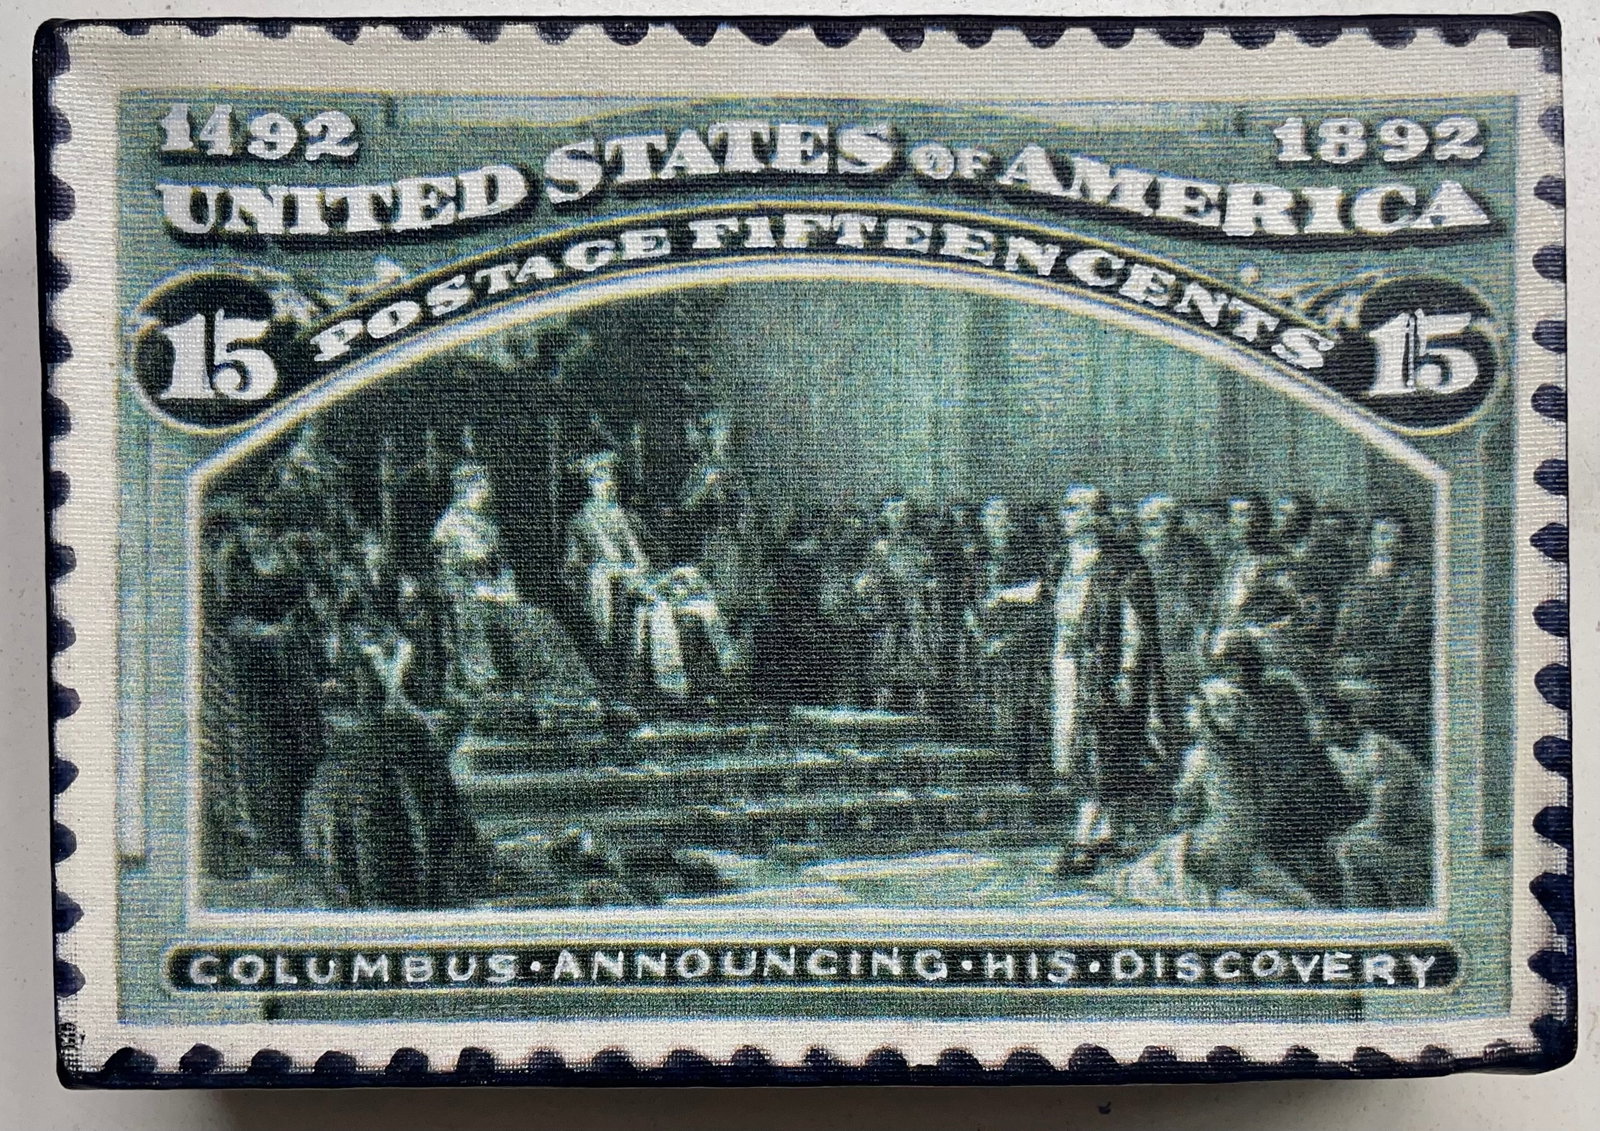 1492 1892
UNITED STATES OF AMERICA
POSTAGE FIFTEEN CENTS
15 15
COLUMBUS·ANNOUNCING·HIS·DISCOVERY